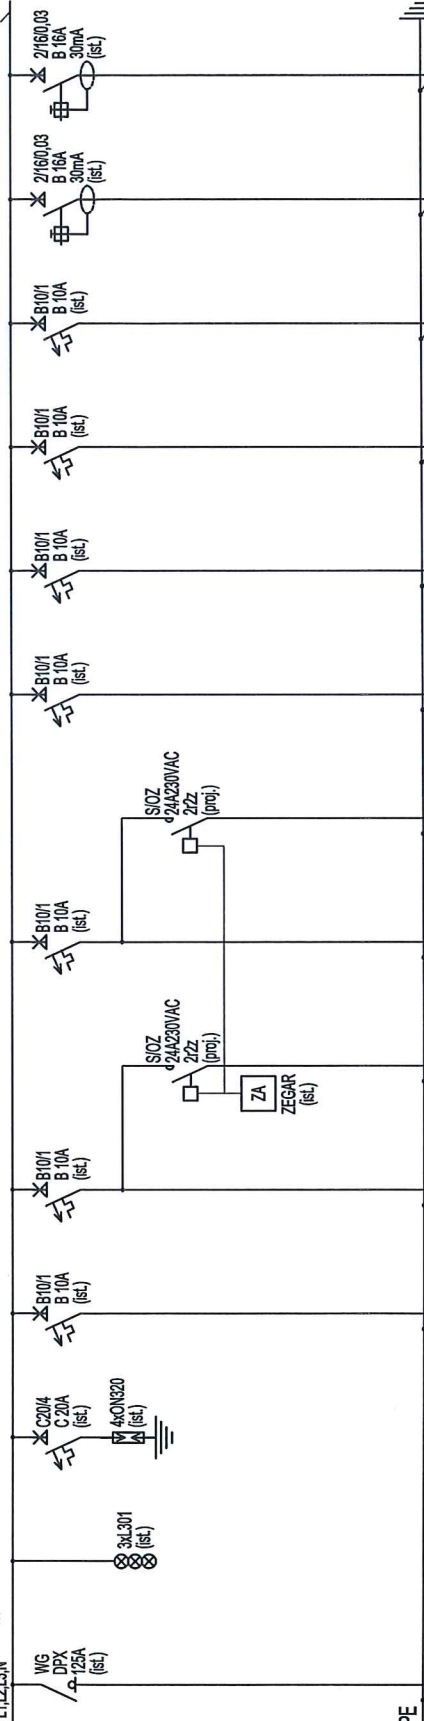 L1,L2,L3,N
WG
DPX
125A
(ist.)
3xL301
(ist.)
C20/4
C 20A
(ist.)
4xON320
(ist.)
B10/1
B 10A
(ist.)
B10/1
B 10A
(ist.)
S/OZ
24A230VAC
2r2z
(proj.)
ZA
ZEGAR
(ist.)
B10/1
B 10A
(ist.)
S/OZ
24A230VAC
2r2z
(proj.)
B10/1
B 10A
(ist.)
B10/1
B 10A
(ist.)
B10/1
B 10A
(ist.)
B10/1
B 10A
(ist.)
2/16/0,03
B 16A
30mA
(ist.)
2/16/0,03
B 16A
30mA
(ist.)
PE